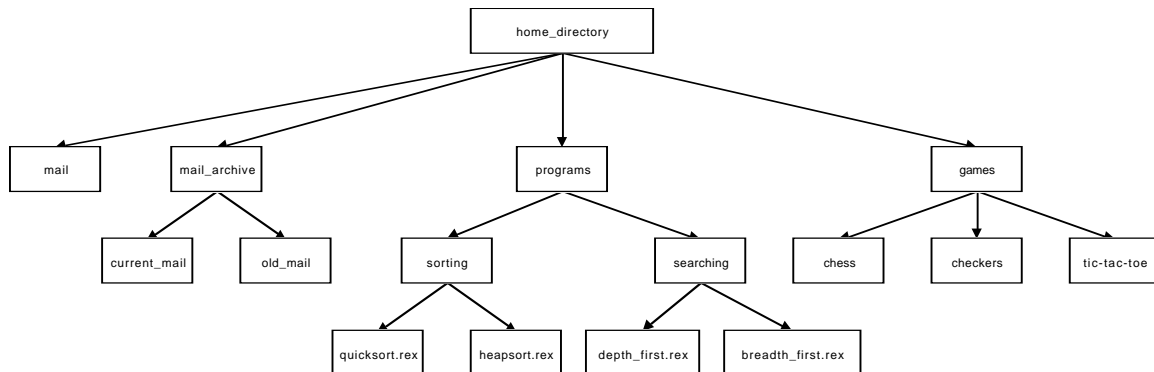 home_directory
mail
mail_archive
programs
games
current_mail
old_mail
sorting
searching
chess
checkers
tic-tac-toe
quicksort.rex
heapsort.rex
depth_first.rex
breadth_first.rex